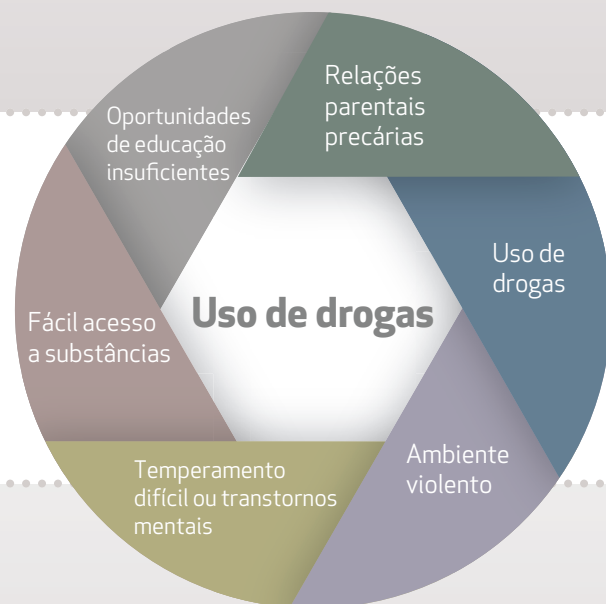 Relações
parentais
precárias
Oportunidades
de educação
insuficientes
Uso de
drogas
Uso de drogas
Fácil acesso
a substâncias
Ambiente
violento
Temperamento
difícil ou transtornos
mentais